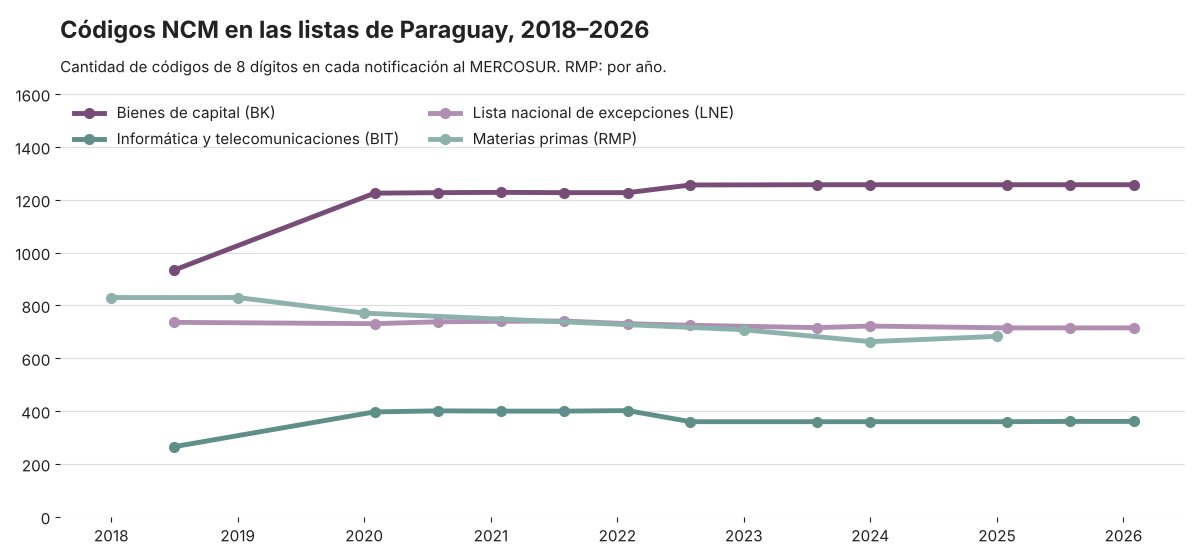 Códigos NCM en las listas de Paraguay, 2018–2026
Cantidad de códigos de 8 dígitos en cada notificación al MERCOSUR. RMP: por año.
Bienes de capital (BK)
Informática y telecomunicaciones (BIT)
Lista nacional de excepciones (LNE)
Materias primas (RMP)
1600
1400
1200
1000
800
600
400
200
0
2018 2019 2020 2021 2022 2023 2024 2025 2026